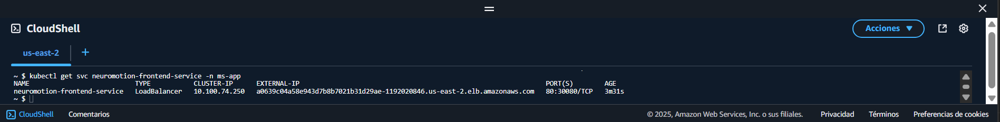 CloudShell
Acciones
us-east-2 +
~ $ kubectl get svc neuromotion-frontend-service -n ms-app
NAME TYPE CLUSTER-IP EXTERNAL-IP PORT(S) AGE
neuromotion-frontend-service LoadBalancer 10.100.74.250 a0639c04a58e943d7b8b7021b31d29ae-1192020846.us-east-2.elb.amazonaws.com 80:30080/TCP 3m31s
~ $
CloudShell Comentarios © 2025, Amazon Web Services, Inc. o sus filiales. Privacidad Términos Preferencias de cookies